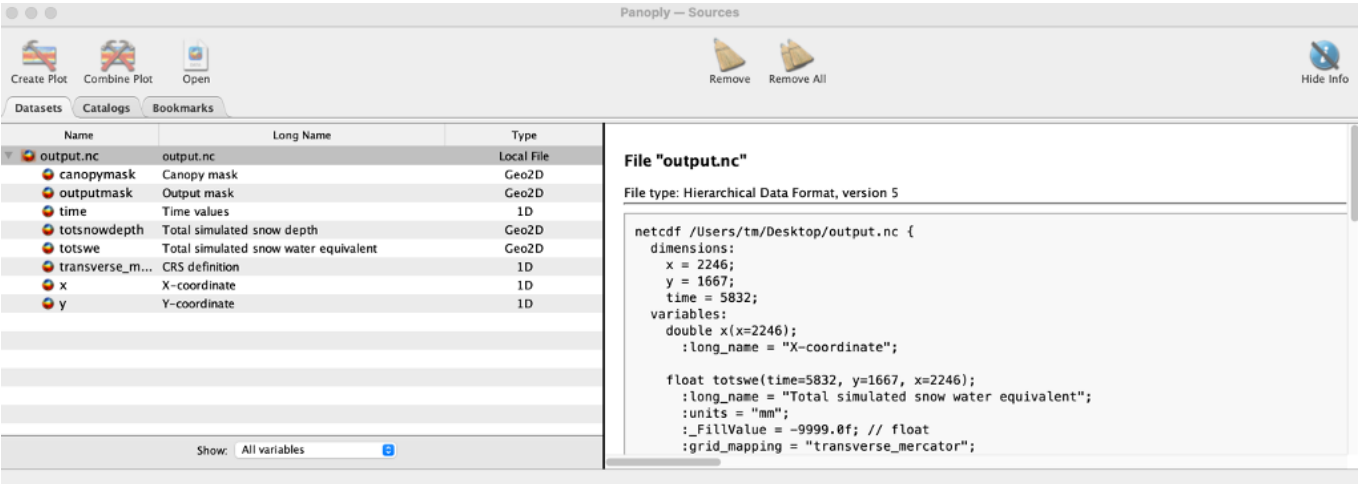 Panoply — Sources
Create Plot Combine Plot Open Remove Remove All Hide Info
Datasets Catalogs Bookmarks
Name Long Name Type
output.nc output.nc Local File
canopymask Canopy mask Geo2D
outputmask Output mask Geo2D
time Time values 1D
totsnowdepth Total simulated snow depth Geo2D
totswe Total simulated snow water equivalent Geo2D
transverse_m... CRS definition 1D
x X-coordinate 1D
y Y-coordinate 1D
Show: All variables
File "output.nc"
File type: Hierarchical Data Format, version 5
netcdf /Users/tm/Desktop/output.nc {
dimensions:
x = 2246;
y = 1667;
time = 5832;
variables:
double x(x=2246);
:long_name = "X-coordinate";
float totswe(time=5832, y=1667, x=2246);
:long_name = "Total simulated snow water equivalent";
:units = "mm";
:_FillValue = -9999.0f; // float
:grid_mapping = "transverse_mercator";